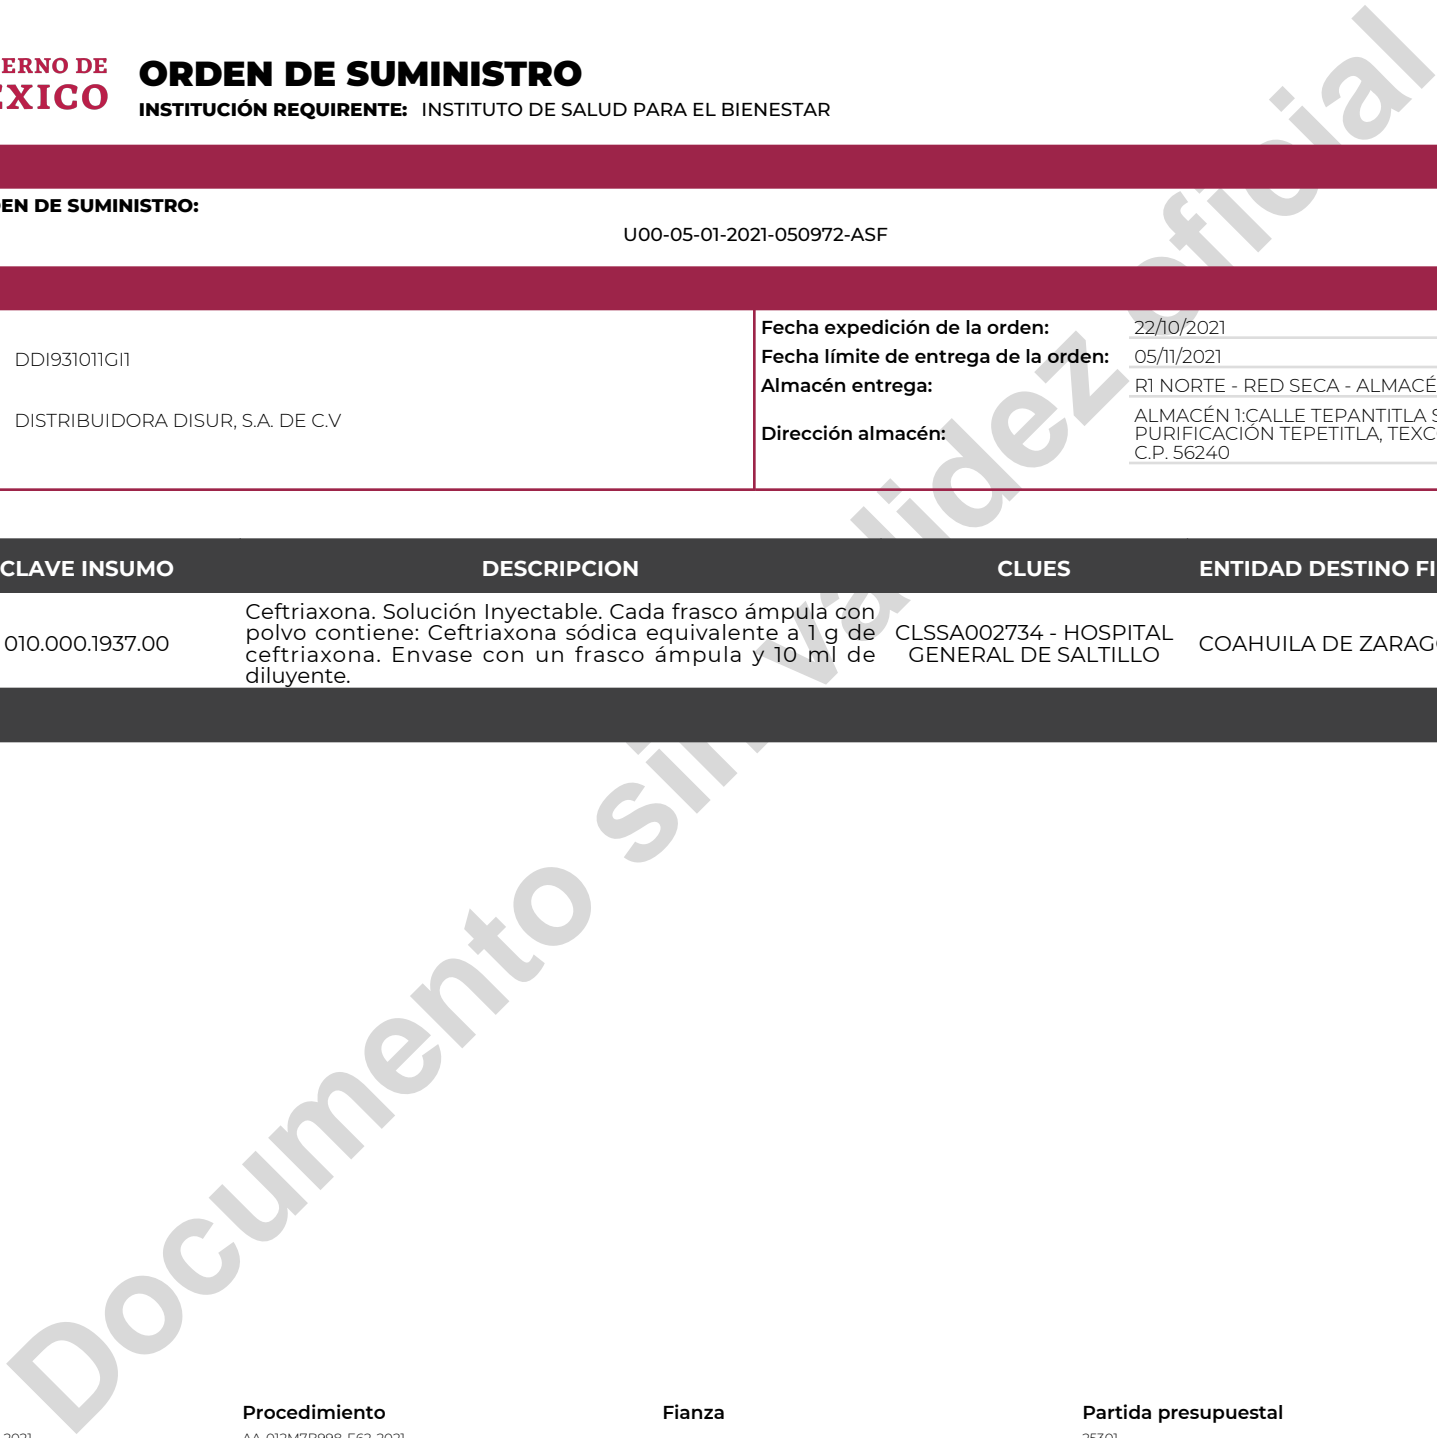 ERNO DE
ORDEN DE SUMINISTRO
INSTITUCIÓN REQUIRENTE: INSTITUTO DE SALUD PARA EL BIENESTAR
EN DE SUMINISTRO:
U00-05-01-2021-050972-ASF
DDI931011GI1
DISTRIBUIDORA DISUR, S.A. DE C.V
Fecha expedición de la orden: 22/10/2021
Fecha límite de entrega de la orden: 05/11/2021
Almacén entrega: R1 NORTE - RED SECA - ALMACÉ
Dirección almacén: ALMACÉN 1:CALLE TEPANTITLA S
PURIFICACIÓN TEPETITLA, TEXC
C.P. 56240
CLAVE INSUMO DESCRIPCION CLUES ENTIDAD DESTINO FI
010.000.1937.00
Ceftriaxona. Solución Inyectable. Cada frasco ámpula con
polvo contiene: Ceftriaxona sódica equivalente a 1 g de
ceftriaxona. Envase con un frasco ámpula y 10 ml de
diluyente.
CLSSA002734 - HOSPITAL
GENERAL DE SALTILLO
COAHUILA DE ZARAG
Documento sin validez oficial
Procedimiento Fianza Partida presupuestal